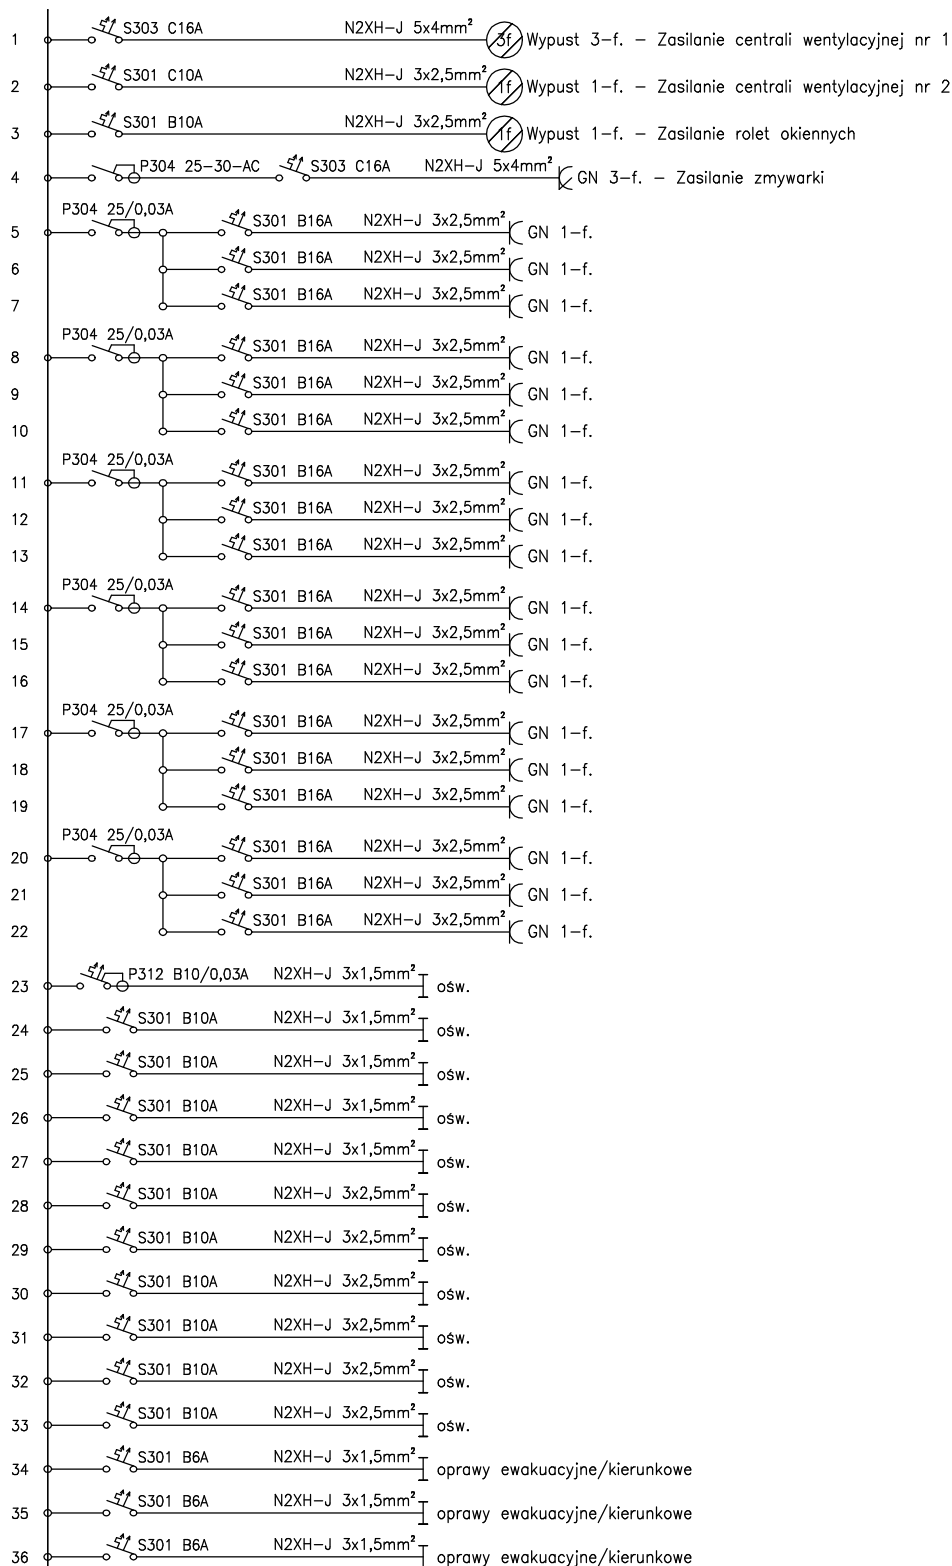 1 S303 C16A N2XH-J 5x4mm² 3f Wypust 3-f. - Zasilanie centrali wentylacyjnej nr 1
2 S301 C10A N2XH-J 3x2,5mm² 1f Wypust 1-f. - Zasilanie centrali wentylacyjnej nr 2
3 S301 B10A N2XH-J 3x2,5mm² 1f Wypust 1-f. - Zasilanie rolet okiennych
4 P304 25-30-AC S303 C16A N2XH-J 5x4mm² GN 3-f. - Zasilanie zmywarki
5 P304 25/0,03A S301 B16A N2XH-J 3x2,5mm² GN 1-f.
6 S301 B16A N2XH-J 3x2,5mm² GN 1-f.
7 S301 B16A N2XH-J 3x2,5mm² GN 1-f.
8 P304 25/0,03A S301 B16A N2XH-J 3x2,5mm² GN 1-f.
9 S301 B16A N2XH-J 3x2,5mm² GN 1-f.
10 S301 B16A N2XH-J 3x2,5mm² GN 1-f.
11 P304 25/0,03A S301 B16A N2XH-J 3x2,5mm² GN 1-f.
12 S301 B16A N2XH-J 3x2,5mm² GN 1-f.
13 S301 B16A N2XH-J 3x2,5mm² GN 1-f.
14 P304 25/0,03A S301 B16A N2XH-J 3x2,5mm² GN 1-f.
15 S301 B16A N2XH-J 3x2,5mm² GN 1-f.
16 S301 B16A N2XH-J 3x2,5mm² GN 1-f.
17 P304 25/0,03A S301 B16A N2XH-J 3x2,5mm² GN 1-f.
18 S301 B16A N2XH-J 3x2,5mm² GN 1-f.
19 S301 B16A N2XH-J 3x2,5mm² GN 1-f.
20 P304 25/0,03A S301 B16A N2XH-J 3x2,5mm² GN 1-f.
21 S301 B16A N2XH-J 3x2,5mm² GN 1-f.
22 S301 B16A N2XH-J 3x2,5mm² GN 1-f.
23 P312 B10/0,03A N2XH-J 3x1,5mm² ośw.
24 S301 B10A N2XH-J 3x1,5mm² ośw.
25 S301 B10A N2XH-J 3x1,5mm² ośw.
26 S301 B10A N2XH-J 3x1,5mm² ośw.
27 S301 B10A N2XH-J 3x1,5mm² ośw.
28 S301 B10A N2XH-J 3x2,5mm² ośw.
29 S301 B10A N2XH-J 3x2,5mm² ośw.
30 S301 B10A N2XH-J 3x2,5mm² ośw.
31 S301 B10A N2XH-J 3x2,5mm² ośw.
32 S301 B10A N2XH-J 3x2,5mm² ośw.
33 S301 B10A N2XH-J 3x2,5mm² ośw.
34 S301 B6A N2XH-J 3x1,5mm² oprawy ewakuacyjne/kierunkowe
35 S301 B6A N2XH-J 3x1,5mm² oprawy ewakuacyjne/kierunkowe
36 S301 B6A N2XH-J 3x1,5mm² oprawy ewakuacyjne/kierunkowe